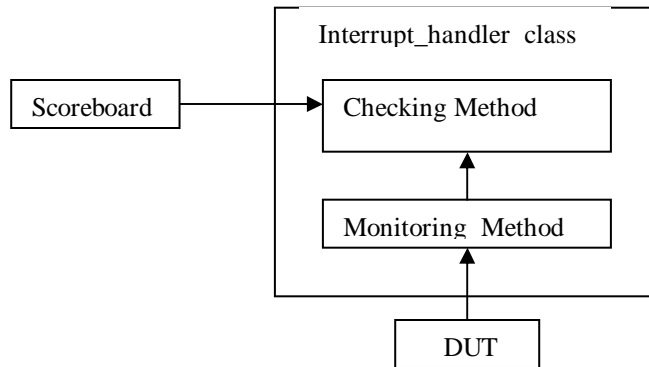 Interrupt_handler class
Scoreboard
Checking Method
Monitoring Method
DUT